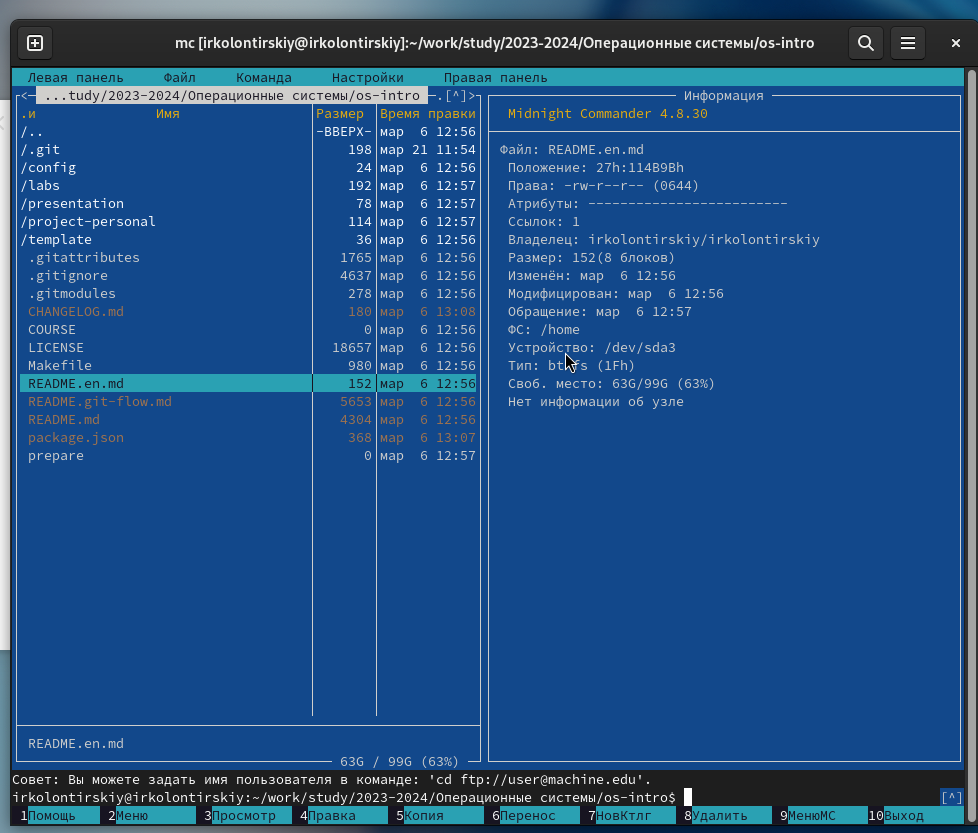 mc [irkolontirskiy@irkolontirskiy]:~/work/study/2023-2024/Операционные системы/os-intro
Левая панель Файл Команда Настройки Правая панель
<- ...tudy/2023-2024/Операционные системы/os-intro -.[^]>
.и Имя Размер Время правки
/.. -ВВЕРХ- мар 6 12:56
/.git 198 мар 21 11:54
/config 24 мар 6 12:56
/labs 192 мар 6 12:57
/presentation 78 мар 6 12:57
/project-personal 114 мар 6 12:57
/template 36 мар 6 12:56
.gitattributes 1765 мар 6 12:56
.gitignore 4637 мар 6 12:56
.gitmodules 278 мар 6 12:56
CHANGELOG.md 180 мар 6 13:08
COURSE 0 мар 6 12:56
LICENSE 18657 мар 6 12:56
Makefile 980 мар 6 12:56
README.en.md 152 мар 6 12:56
README.git-flow.md 5653 мар 6 12:56
README.md 4304 мар 6 12:56
package.json 368 мар 6 13:07
prepare 0 мар 6 12:57
README.en.md
63G / 99G (63%)
Информация
Midnight Commander 4.8.30
Файл: README.en.md
Положение: 27h:114B9Bh
Права: -rw-r--r-- (0644)
Атрибуты: -------------------------
Ссылок: 1
Владелец: irkolontirskiy/irkolontirskiy
Размер: 152(8 блоков)
Изменён: мар 6 12:56
Модифицирован: мар 6 12:56
Обращение: мар 6 12:57
ФС: /home
Устройство: /dev/sda3
Тип: btrfs (1Fh)
Своб. место: 63G/99G (63%)
Нет информации об узле
Совет: Вы можете задать имя пользователя в команде: 'cd ftp://user@machine.edu'.
irkolontirskiy@irkolontirskiy:~/work/study/2023-2024/Операционные системы/os-intro$ [^]
1Помощь 2Меню 3Просмотр 4Правка 5Копия 6Перенос 7НовКтлг 8Удалить 9МенюМС 10Выход